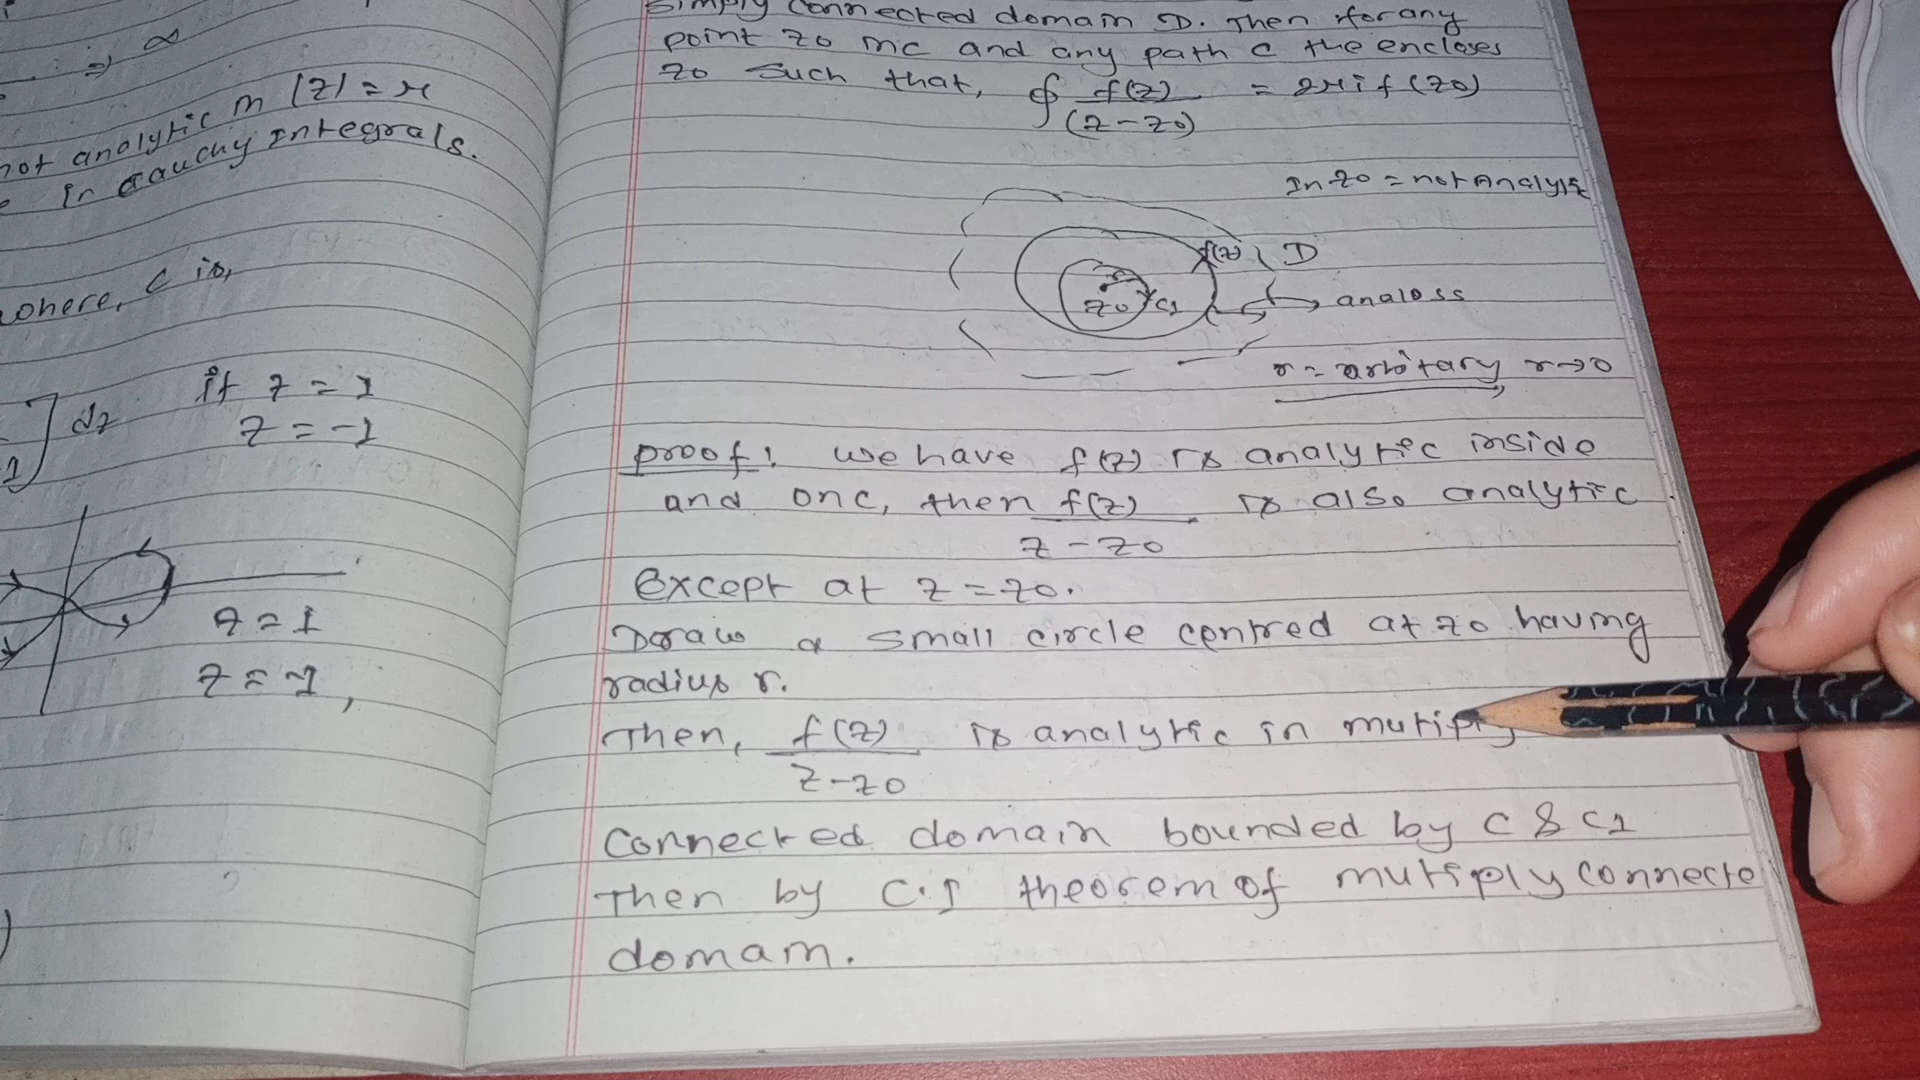 ⇒ ∞
not analytic in |z| = r
in cauchy Integrals.
where, C is,
] dz if z = 1
z = -1
z = 1
z = -1,
Simply connected domain D. Then for any
point z0 in C and any path C the encloses
z0 such that, ∮ f(z) / (z-z0) = 2πi f(z0)
In z0 = not Analytic
f(z) D
z0 C1
r = arbitary r→0
proof: we have f(z) is analytic inside
and on C, then f(z) / z-z0 is also analytic
Except at z = z0.
Draw a small circle centred at z0 having
radius r.
Then, f(z) / z-z0 is analytic in mutiply
Connected domain bounded by C & C1
Then by C.I theorem of mutiply connecte
domain.